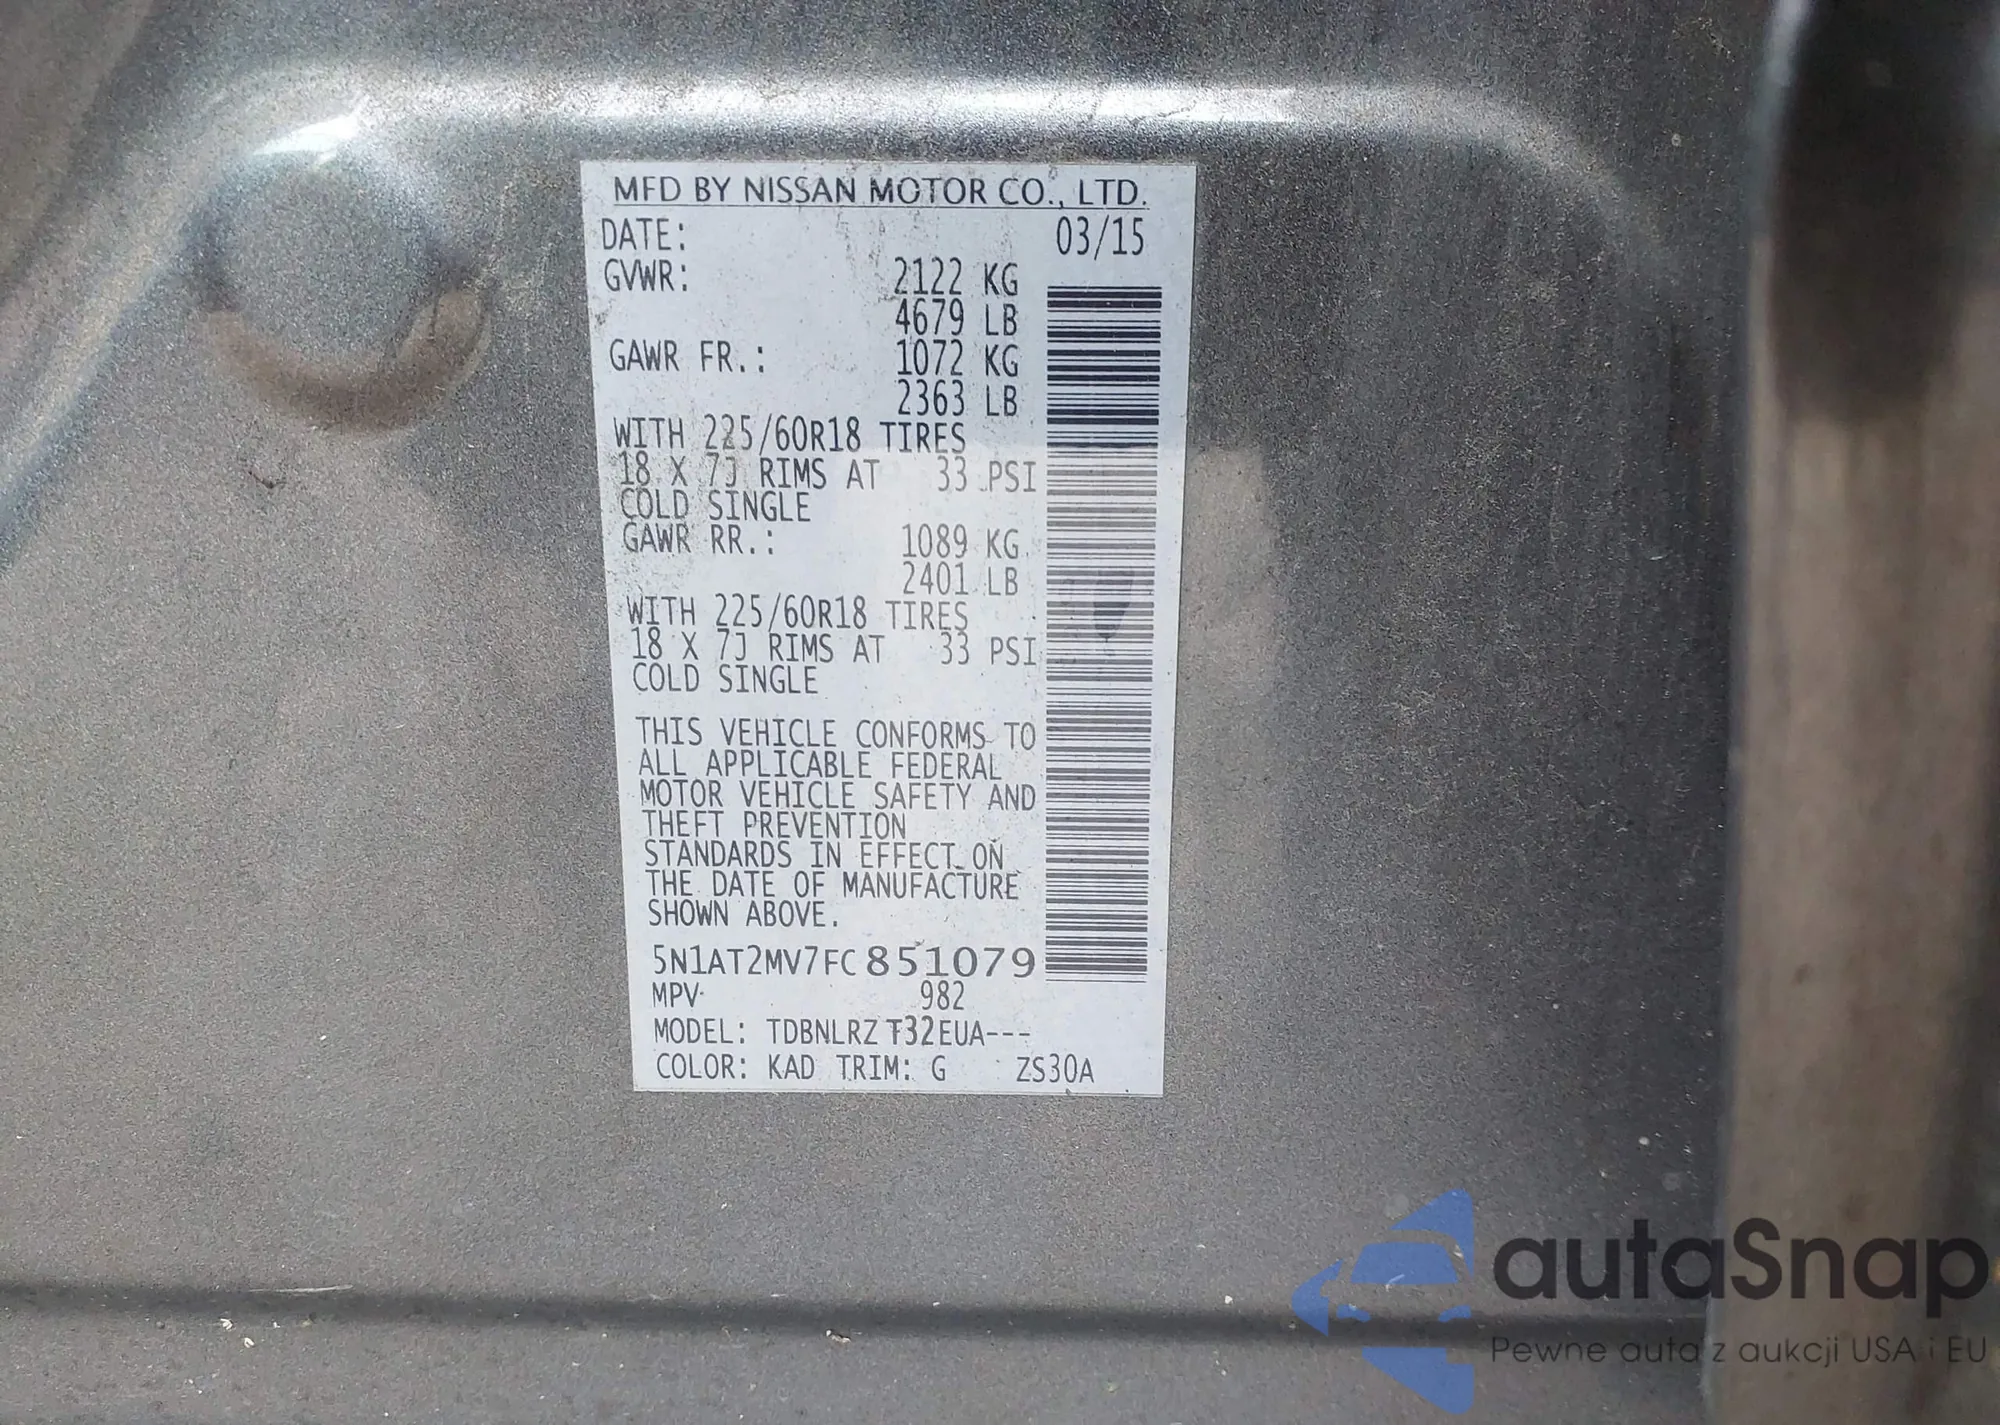 MFD BY NISSAN MOTOR CO., LTD.
DATE: 03/15
GVWR: 2122 KG
4679 LB
GAWR FR.: 1072 KG
2363 LB
WITH 225/60R18 TIRES
18 X 7J RIMS AT 33 PSI
COLD SINGLE
GAWR RR.: 1089 KG
2401 LB
WITH 225/60R18 TIRES
18 X 7J RIMS AT 33 PSI
COLD SINGLE
THIS VEHICLE CONFORMS TO
ALL APPLICABLE FEDERAL
MOTOR VEHICLE SAFETY AND
THEFT PREVENTION
STANDARDS IN EFFECT ON
THE DATE OF MANUFACTURE
SHOWN ABOVE.
5N1AT2MV7FC851079
MPV 982
MODEL: TDBNLRZ T32EUA---
COLOR: KAD TRIM: G ZS30A
autaSnap
Pewne auta z aukcji USA i EU